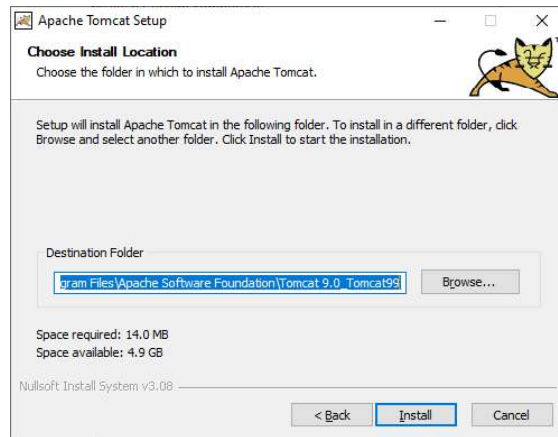 Apache Tomcat Setup
Choose Install Location
Choose the folder in which to install Apache Tomcat.
TM
Setup will install Apache Tomcat in the following folder. To install in a different folder, click
Browse and select another folder. Click Install to start the installation.
Destination Folder
gram Files\Apache Software Foundation\Tomcat 9.0_Tomcat99
Browse...
Space required: 14.0 MB
Space available: 4.9 GB
Nullsoft Install System v3.08
< Back Install Cancel